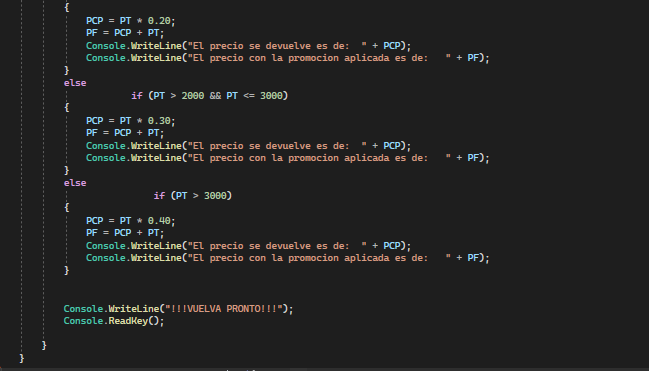 {
PCP = PT * 0.20;
PF = PCP + PT;
Console.WriteLine("El precio se devuelve es de:  " + PCP);
Console.WriteLine("El precio con la promocion aplicada es de:   " + PF);
}
else
if (PT > 2000 && PT <= 3000)
{
PCP = PT * 0.30;
PF = PCP + PT;
Console.WriteLine("El precio se devuelve es de:  " + PCP);
Console.WriteLine("El precio con la promocion aplicada es de:   " + PF);
}
else
if (PT > 3000)
{
PCP = PT * 0.40;
PF = PCP + PT;
Console.WriteLine("El precio se devuelve es de:  " + PCP);
Console.WriteLine("El precio con la promocion aplicada es de:   " + PF);
}
Console.WriteLine("!!!VUELVA PRONTO!!!");
Console.ReadKey();
}
}